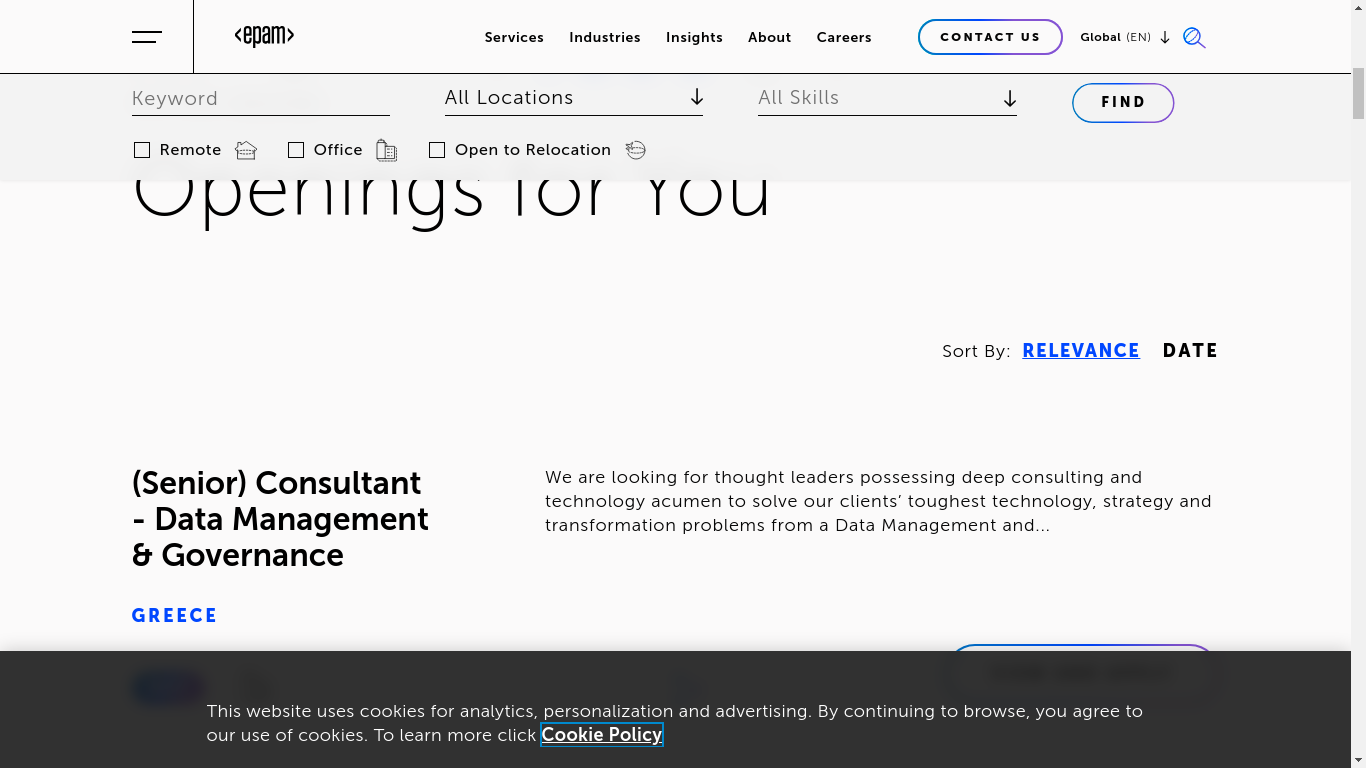 <epam>
Services
Industries
Insights
About
Careers
CONTACT US
Global (EN)
Keyword
All Locations
All Skills
FIND
Remote
Office
Open to Relocation
Openings for You
Sort By: RELEVANCE DATE
(Senior) Consultant
- Data Management
& Governance
We are looking for thought leaders possessing deep consulting and
technology acumen to solve our clients’ toughest technology, strategy and
transformation problems from a Data Management and...
GREECE
This website uses cookies for analytics, personalization and advertising. By continuing to browse, you agree to
our use of cookies. To learn more click Cookie Policy